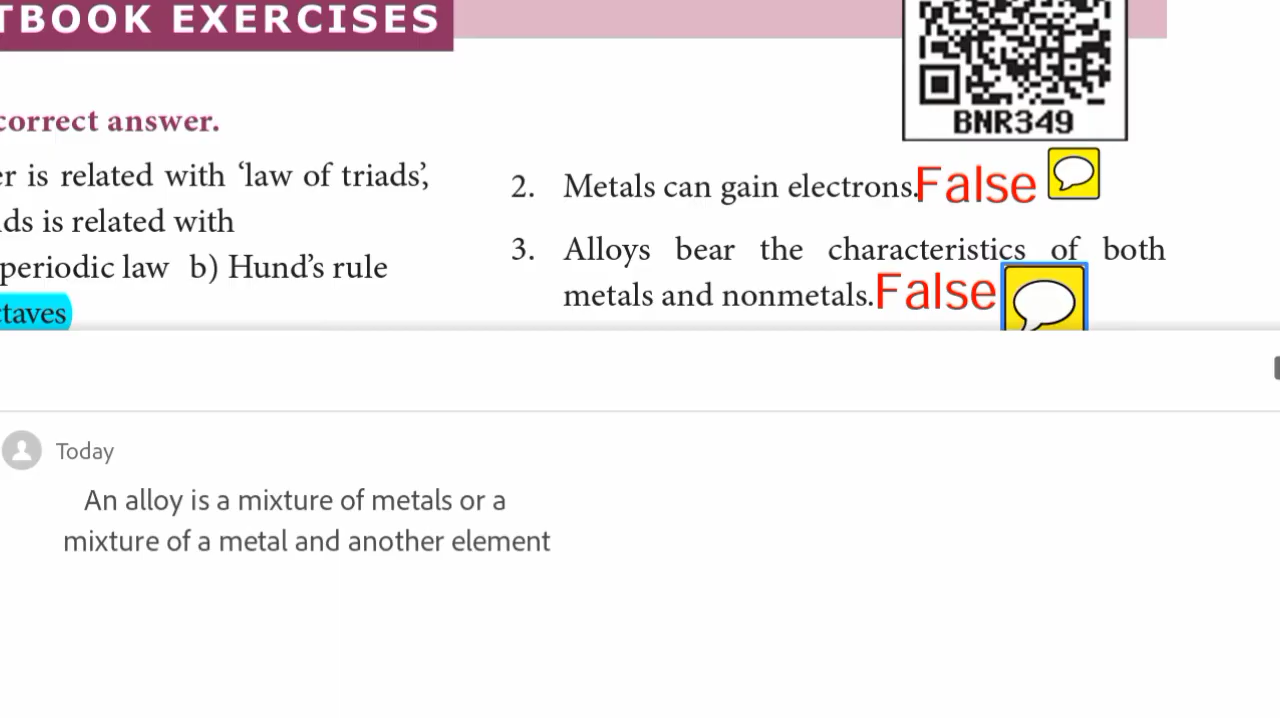 TBOOK EXERCISES
BNR349
correct answer.
er is related with ‘law of triads’,
ds is related with
periodic law b) Hund’s rule
taves
2. Metals can gain electrons.False
3. Alloys bear the characteristics of both
metals and nonmetals.False
Today
An alloy is a mixture of metals or a
mixture of a metal and another element